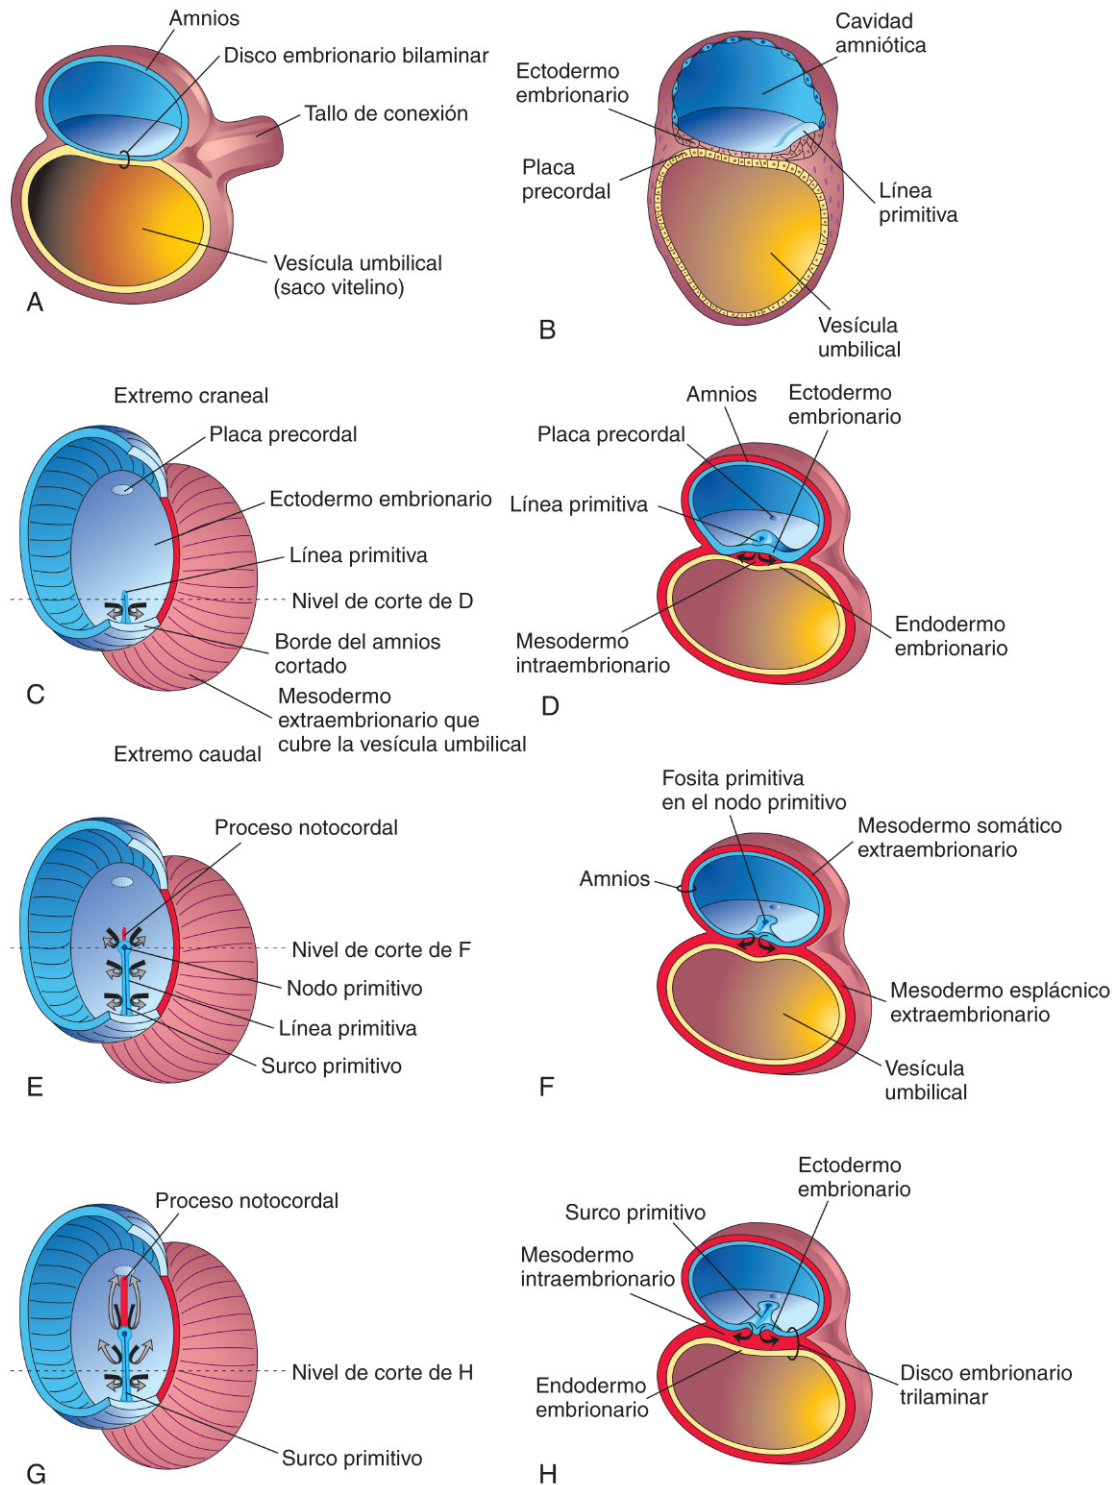 Amnios
Disco embrionario bilaminar
Tallo de conexión
Vesícula umbilical
(saco vitelino)
A
Cavidad
amniótica
Ectodermo
embrionario
Placa
precordal
Línea
primitiva
Vesícula
umbilical
B
Extremo craneal
Placa precordal
Ectodermo embrionario
Línea primitiva
Nivel de corte de D
Borde del amnios
cortado
Mesodermo
extraembrionario que
cubre la vesícula umbilical
C
Extremo caudal
Amnios
Ectodermo
embrionario
Placa precordal
Línea primitiva
Mesodermo
intraembrionario
Endodermo
embrionario
D
Proceso notocordal
Nivel de corte de F
Nodo primitivo
Línea primitiva
Surco primitivo
E
Fosita primitiva
en el nodo primitivo
Mesodermo somático
extraembrionario
Amnios
Mesodermo esplácnico
extraembrionario
Vesícula
umbilical
F
Proceso notocordal
Nivel de corte de H
Surco primitivo
G
Ectodermo
embrionario
Surco primitivo
Mesodermo
intraembrionario
Endodermo
embrionario
Disco embrionario
trilaminar
H